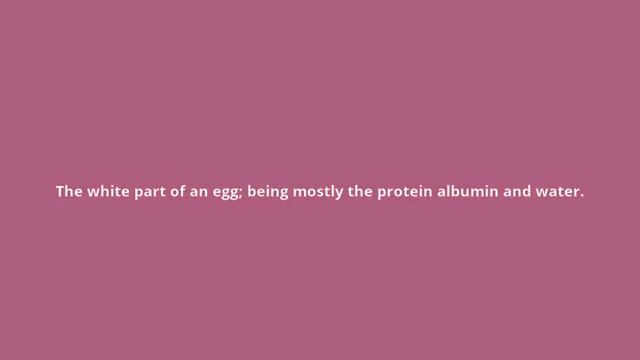 The white part of an egg; being mostly the protein albumin and water.